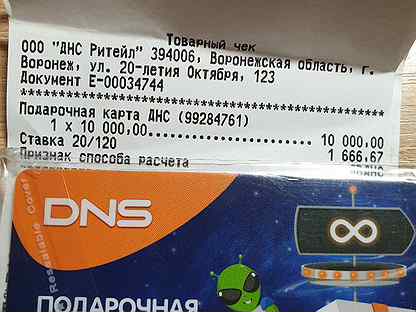 Товарный чек
ООО "ДНС Ритейл" 394006, Воронежская область, г.
Воронеж, ул. 20-летия Октября, 123
Документ Е-00034744
************************************************
Подарочная карта ДНС (99284761)
1 x 10 000,00........................ 10 000,00
Ставка 20/120 1 666,67
Признак способа расчета
Resealable Cover
DNS
ПОДАРОЧНАЯ